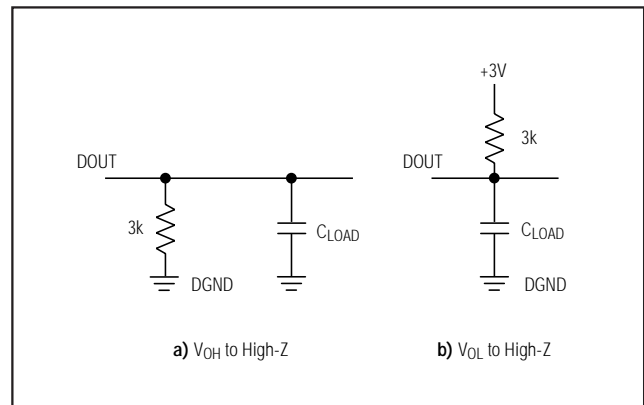 DOUT
3k
DGND
CLOAD
a) VOH to High-Z
+3V
3k
DOUT
CLOAD
DGND
b) VOL to High-Z